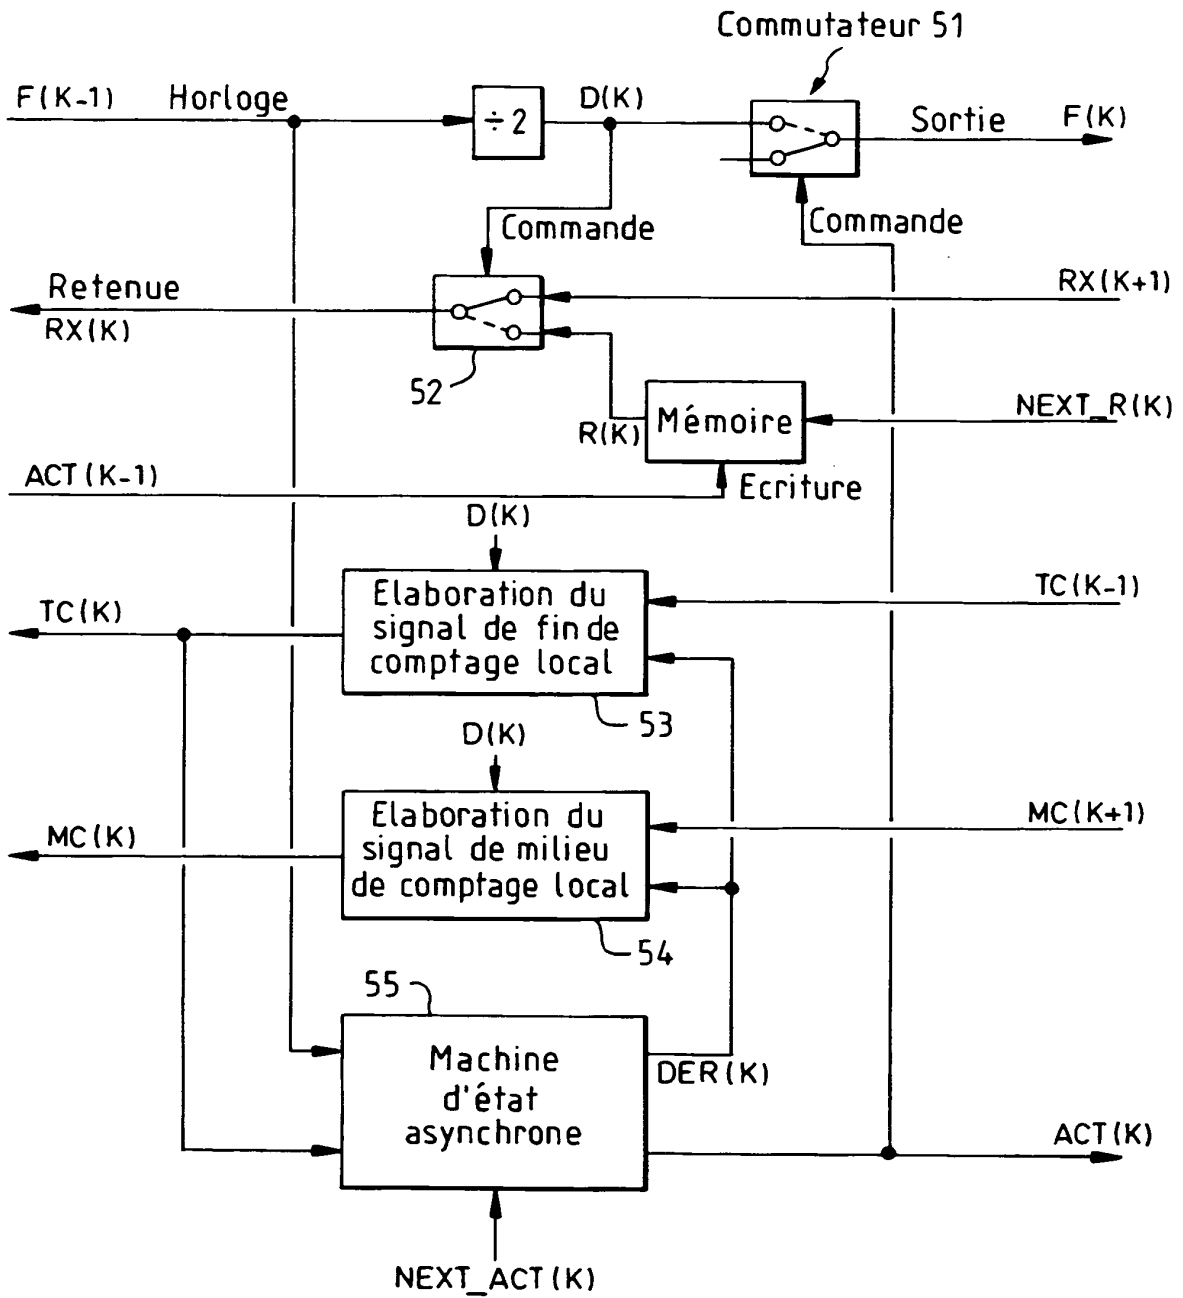 Commutateur 51
F(K-1)
Horloge
÷2
D(K)
Sortie
F(K)
Commande
Commande
Retenue
RX(K)
RX(K+1)
52
NEXT_R(K)
Mémoire
R(K)
ACT(K-1)
Ecriture
D(K)
TC(K)
Elaboration du
signal de fin de
comptage local
TC(K-1)
53
D(K)
MC(K)
Elaboration du
signal de milieu
de comptage local
MC(K+1)
54
55
Machine
d'état
asynchrone
DER(K)
ACT(K)
NEXT_ACT(K)